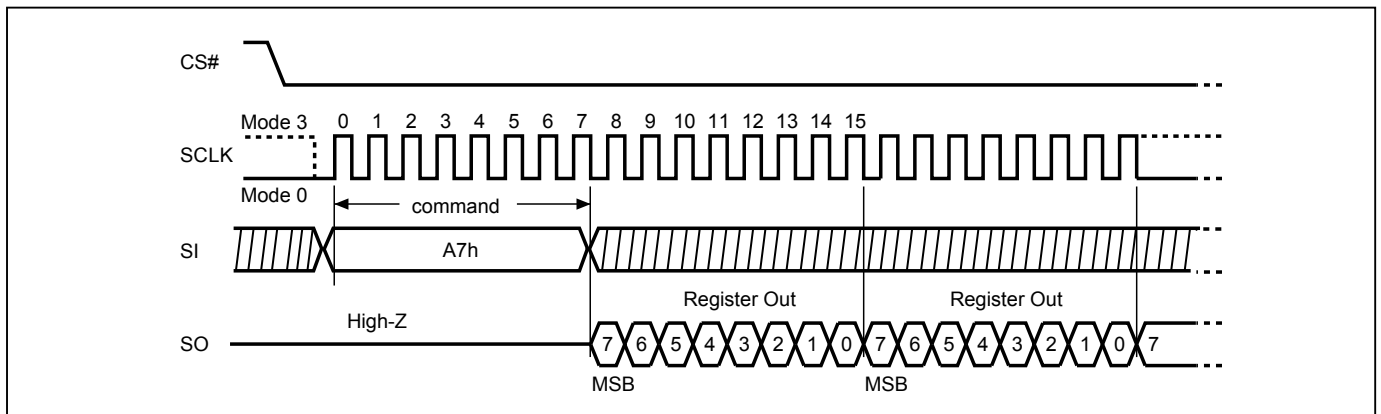 CS#
Mode 3 0 1 2 3 4 5 6 7 8 9 10 11 12 13 14 15
SCLK
Mode 0
command
SI A7h
Register Out Register Out
High-Z
SO 7 6 5 4 3 2 1 0 7 6 5 4 3 2 1 0 7
MSB MSB